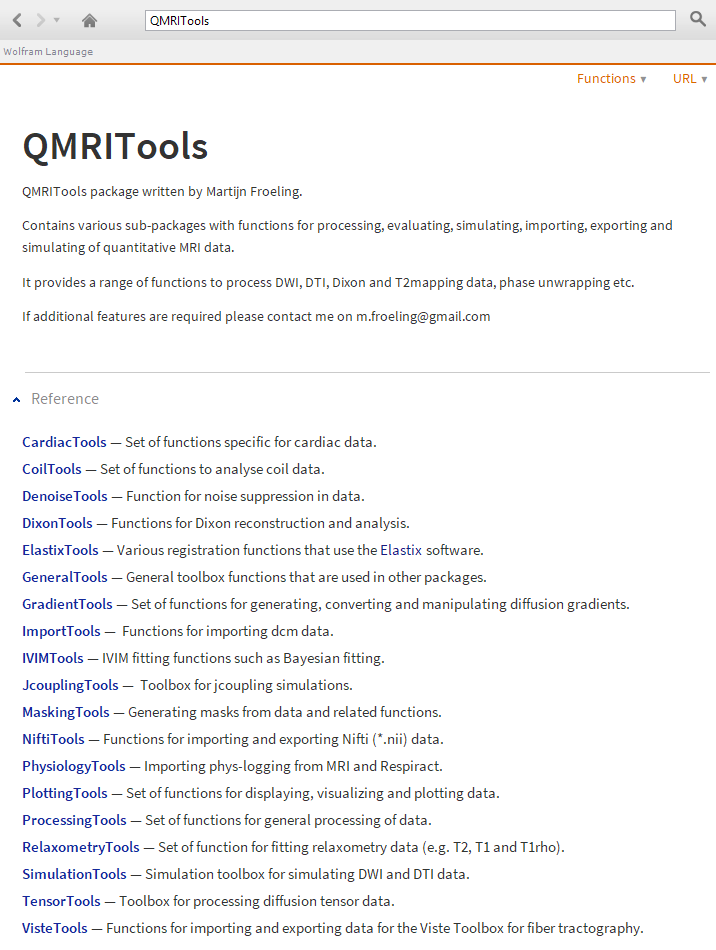 QMRITools
Wolfram Language
Functions ▾ URL ▾
QMRITools
QMRITools package written by Martijn Froeling.
Contains various sub-packages with functions for processing, evaluating, simulating, importing, exporting and
simulating of quantitative MRI data.
It provides a range of functions to process DWI, DTI, Dixon and T2mapping data, phase unwrapping etc.
If additional features are required please contact me on m.froeling@gmail.com
Reference
CardiacTools — Set of functions specific for cardiac data.
CoilTools — Set of functions to analyse coil data.
DenoiseTools — Function for noise suppression in data.
DixonTools — Functions for Dixon reconstruction and analysis.
ElastixTools — Various registration functions that use the Elastix software.
GeneralTools — General toolbox functions that are used in other packages.
GradientTools — Set of functions for generating, converting and manipulating diffusion gradients.
ImportTools — Functions for importing dcm data.
IVIMTools — IVIM fitting functions such as Bayesian fitting.
JcouplingTools — Toolbox for jcoupling simulations.
MaskingTools — Generating masks from data and related functions.
NiftiTools — Functions for importing and exporting Nifti (*.nii) data.
PhysiologyTools — Importing phys-logging from MRI and Respiract.
PlottingTools — Set of functions for displaying, visualizing and plotting data.
ProcessingTools — Set of functions for general processing of data.
RelaxometryTools — Set of function for fitting relaxometry data (e.g. T2, T1 and T1rho).
SimulationTools — Simulation toolbox for simulating DWI and DTI data.
TensorTools — Toolbox for processing diffusion tensor data.
VisteTools — Functions for importing and exporting data for the Viste Toolbox for fiber tractography.